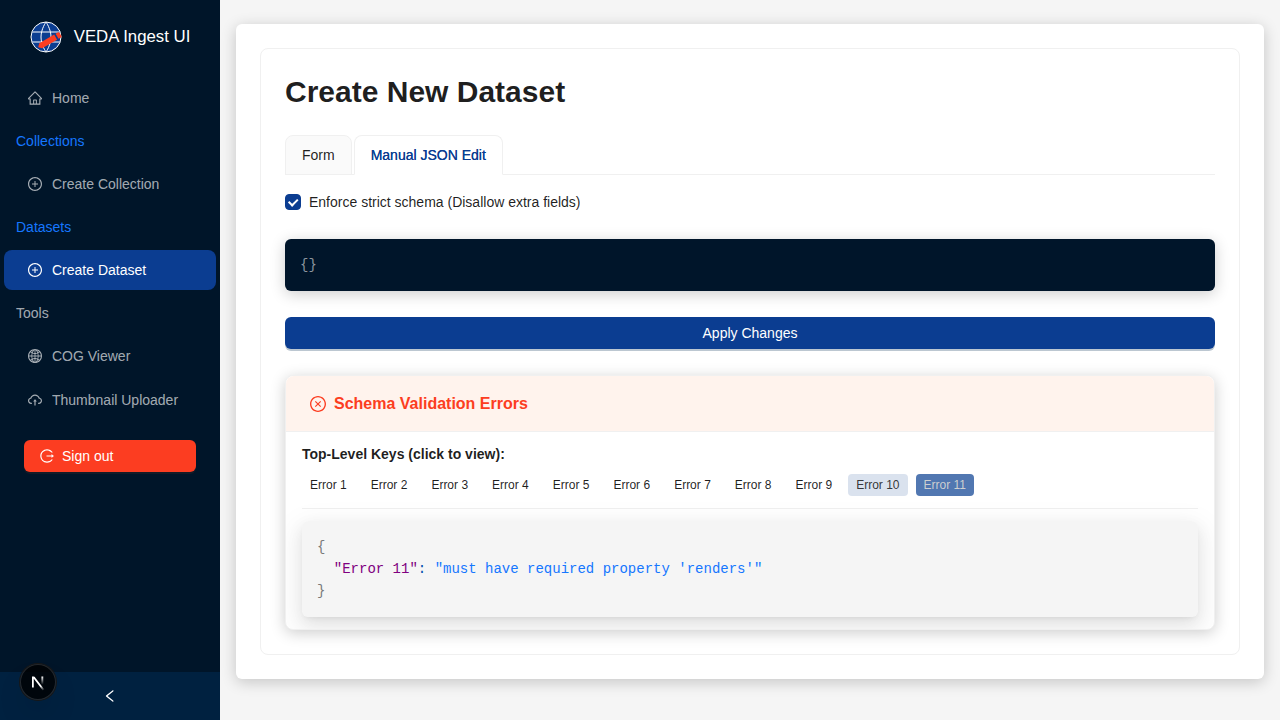 VEDA Ingest UI
Home
Collections
Create Collection
Datasets
Create Dataset
Tools
COG Viewer
Thumbnail Uploader
Sign out
N
Create New Dataset
Form
Manual JSON Edit
Enforce strict schema (Disallow extra fields)
{}
Apply Changes
Schema Validation Errors
Top-Level Keys (click to view):
Error 1 Error 2 Error 3 Error 4 Error 5 Error 6 Error 7 Error 8 Error 9 Error 10 Error 11
{
"Error 11": "must have required property 'renders'"
}